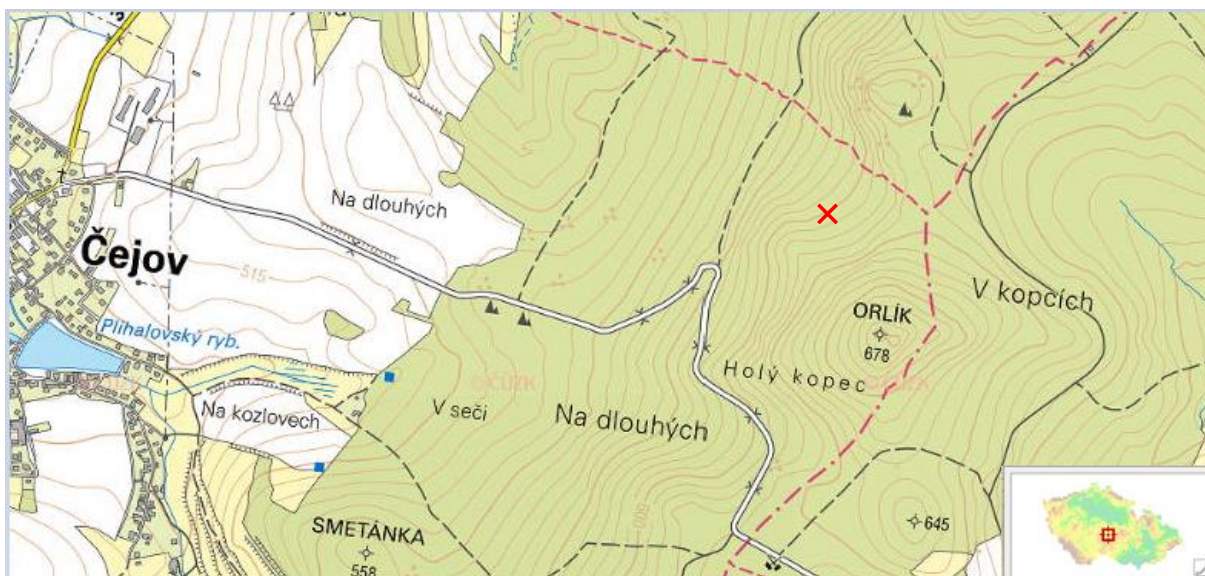 Na dlouhých
Čejov
515
V kopcích
ORLÍK
Plihalovský ryb.
678
©ČÚZK
©ČÚZK
Holý kopec
Na kozlovech
V seči
Na dlouhých
600
SMETÁNKA
645
558